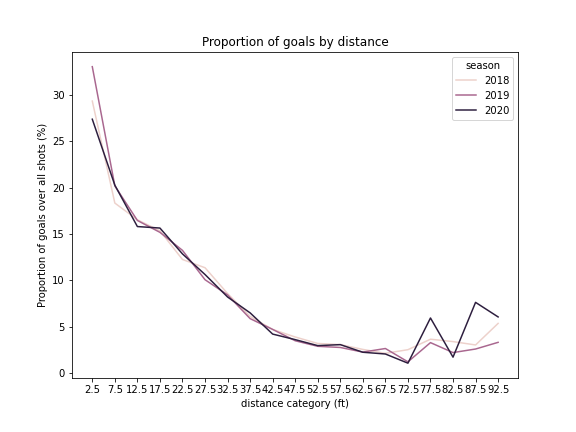 Proportion of goals by distance
season
2018
2019
2020
Proportion of goals over all shots (%)
30
25
20
15
10
5
0
2.5 7.5 12.5 17.5 22.5 27.5 32.5 37.5 42.5 47.5 52.5 57.5 62.5 67.5 72.5 77.5 82.5 87.5 92.5
distance category (ft)